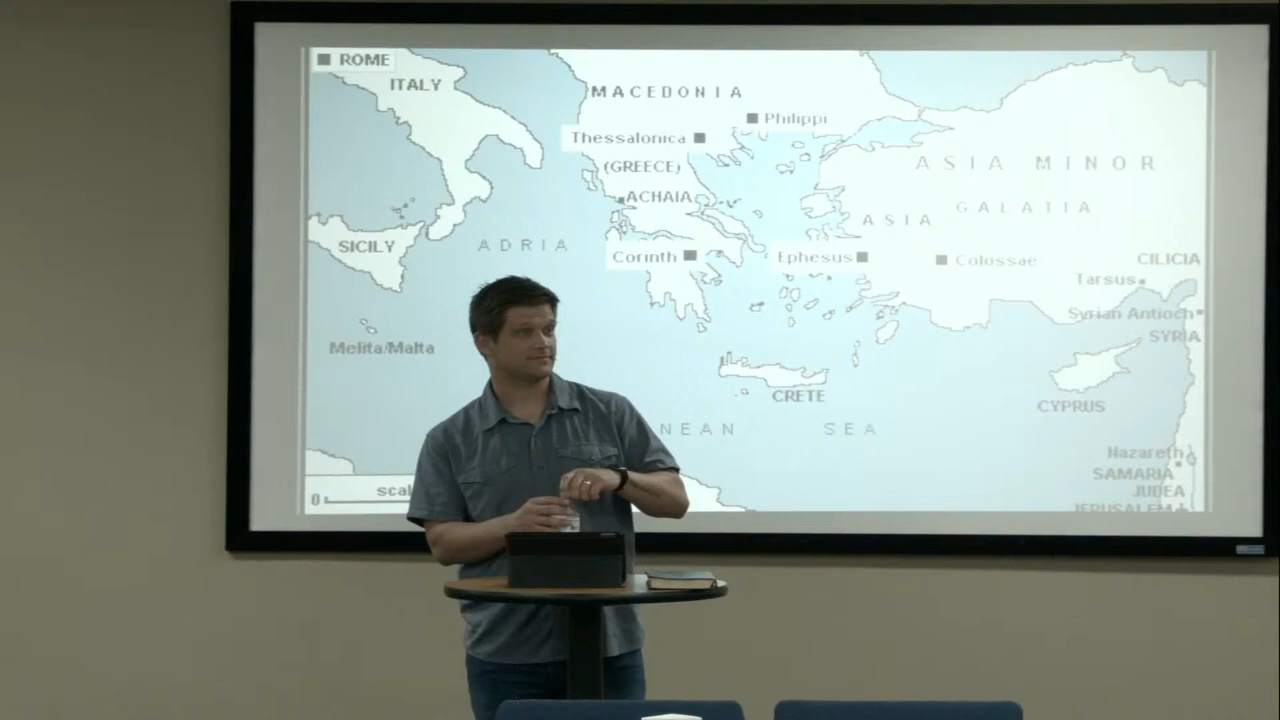 ROME
ITALY
MACEDONIA
Philippi
Thessalonica
(GREECE)
ASIA MINOR
ACHAIA
GALATIA
ASIA
SICILY
ADRIA
Corinth
Ephesus
Colossae
CILICIA
Tarsus
Syrian Antioch
SYRIA
Melita/Malta
CRETE
CYPRUS
NEAN SEA
Nazareth
SAMARIA
JUDEA
JERUSALEM
0 scal